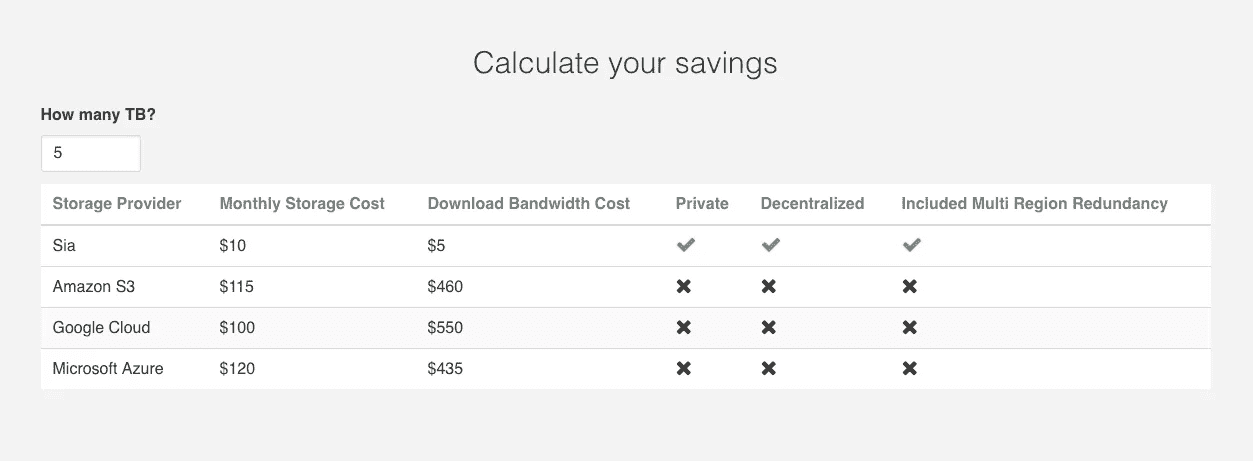 Calculate your savings
How many TB?
5
Storage Provider Monthly Storage Cost Download Bandwidth Cost Private Decentralized Included Multi Region Redundancy
Sia $10 $5 ✔ ✔ ✔
Amazon S3 $115 $460 ✖ ✖ ✖
Google Cloud $100 $550 ✖ ✖ ✖
Microsoft Azure $120 $435 ✖ ✖ ✖